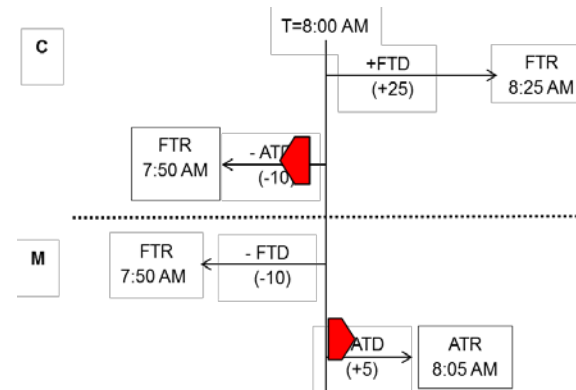 T=8:00 AM
C
+FTD
(+25)
FTR
8:25 AM
FTR
7:50 AM
- AT
(-10)
M
FTR
7:50 AM
- FTD
(-10)
ATD
(+5)
ATR
8:05 AM